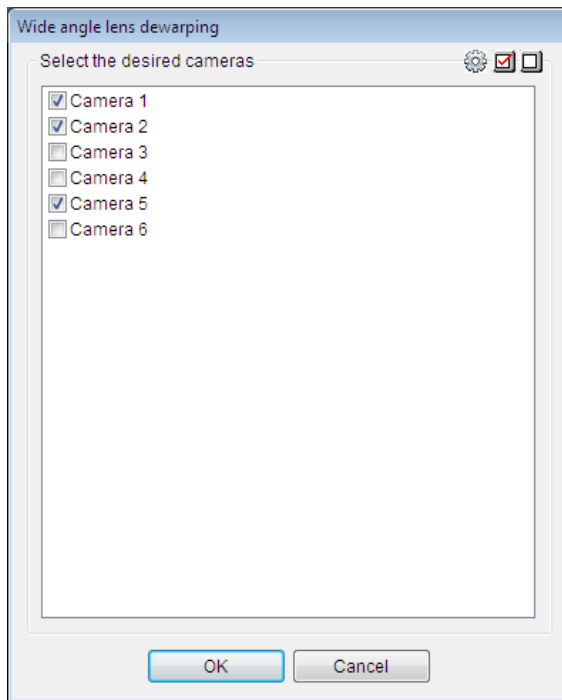 Wide angle lens dewarping
Select the desired cameras
Camera 1
Camera 2
Camera 3
Camera 4
Camera 5
Camera 6
OK
Cancel